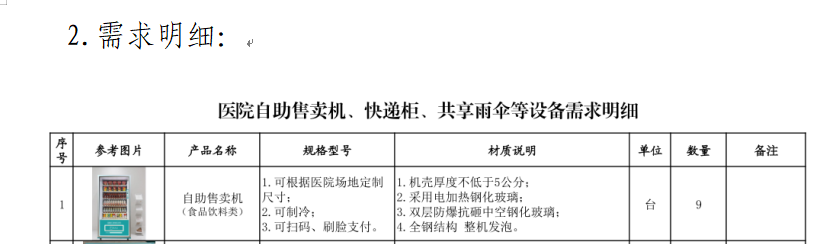 2.需求明细：
医院自助售卖机、快递柜、共享雨伞等设备需求明细
序号 参考图片 产品名称 规格型号 材质说明 单位 数量 备注
1 自助售卖机（食品饮料类） 台 9
1.可根据医院场地定制尺寸；
2.可制冷；
3.可扫码、刷脸支付。
1.机壳厚度不低于5公分；
2.采用电加热钢化玻璃；
3.双层防爆抗砸中空钢化玻璃；
4.全钢结构 整机发泡。